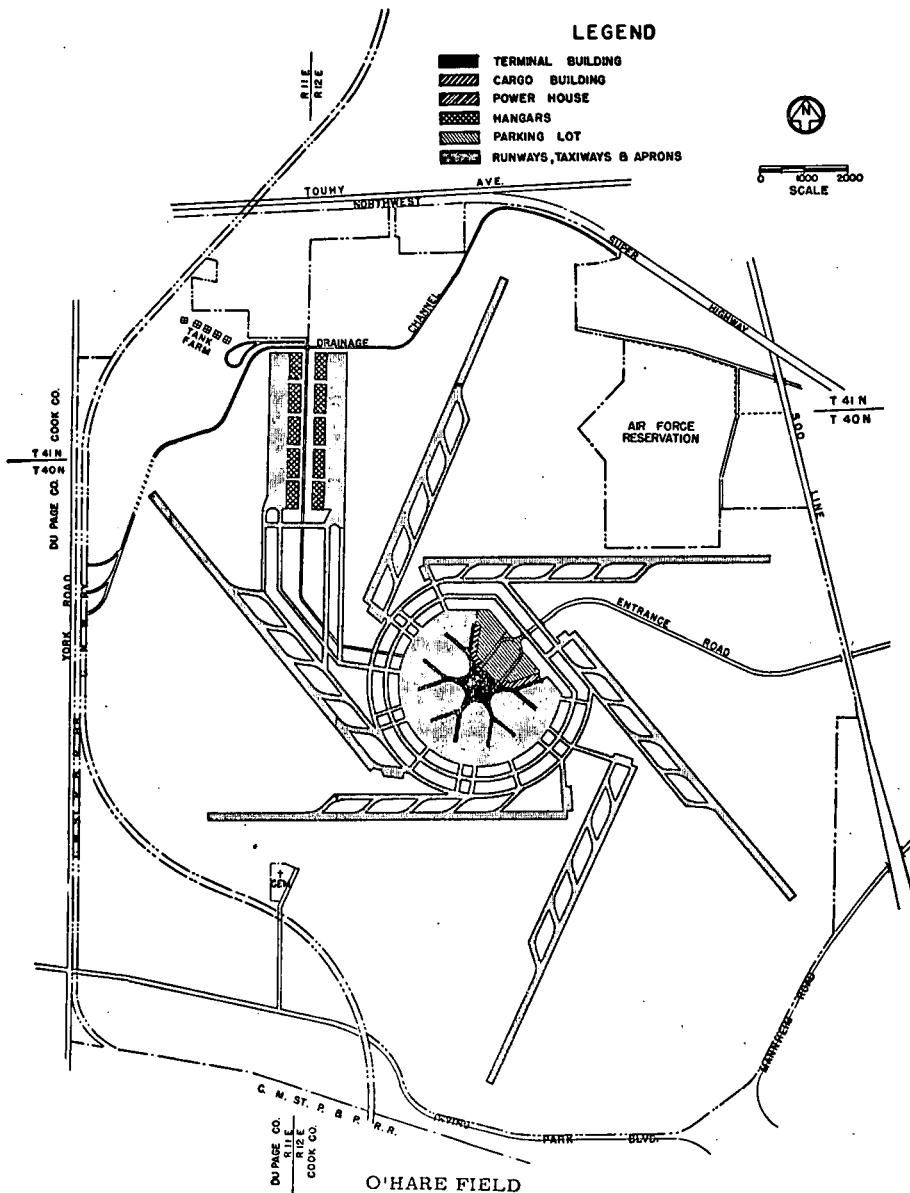 LEGEND
TERMINAL BUILDING
CARGO BUILDING
POWER HOUSE
HANGARS
PARKING LOT
RUNWAYS, TAXIWAYS & APRONS
R 11 E
R 12 E
N
0 1000 2000
SCALE
TOUHY AVE.
NORTHWEST
SUPER
HIGHWAY
CHANNEL
DRAINAGE
TANK
FARM
AIR FORCE
RESERVATION
T 41 N
T 40 N
SOO
LINE
COOK CO.
DU PAGE CO.
T 41 N
T 40 N
YORK ROAD
ENTRANCE
ROAD
CEM.
MANNHEIM ROAD
C. M. ST. P. & P. R.R.
IRVING
PARK BLVD.
DU PAGE CO.
R 11 E
R 12 E
COOK CO.
O'HARE FIELD